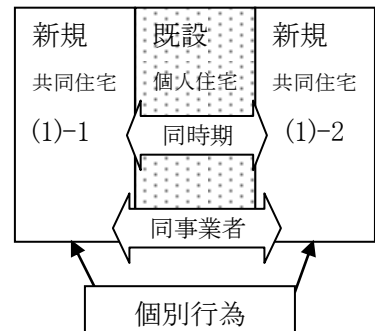 新規
共同住宅
(1)-1
既設
個人住宅
新規
共同住宅
(1)-2
同時期
同事業者
個別行為